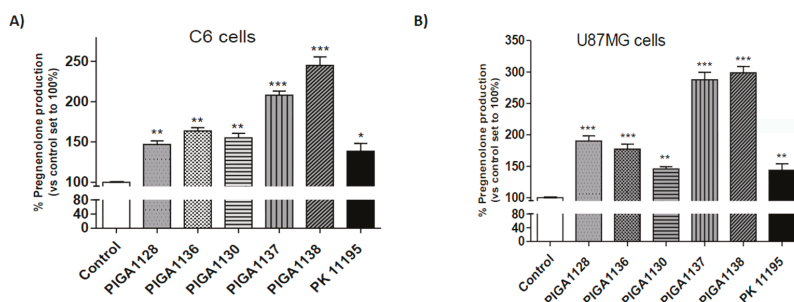 A)
C6 cells
% Pregnenolone production
(vs control set to 100%)
250
200
150
100
80
40
0
***
***
**
**
**
*
Control
PIGA1128
PIGA1136
PIGA1130
PIGA1137
PIGA1138
PK 11195
B)
U87MG cells
% Pregnenolone production
(vs control set to 100%)
350
300
250
200
150
100
80
40
0
***
***
**
***
***
**
Control
PIGA1128
PIGA1136
PIGA1130
PIGA1137
PIGA1138
PK 11195